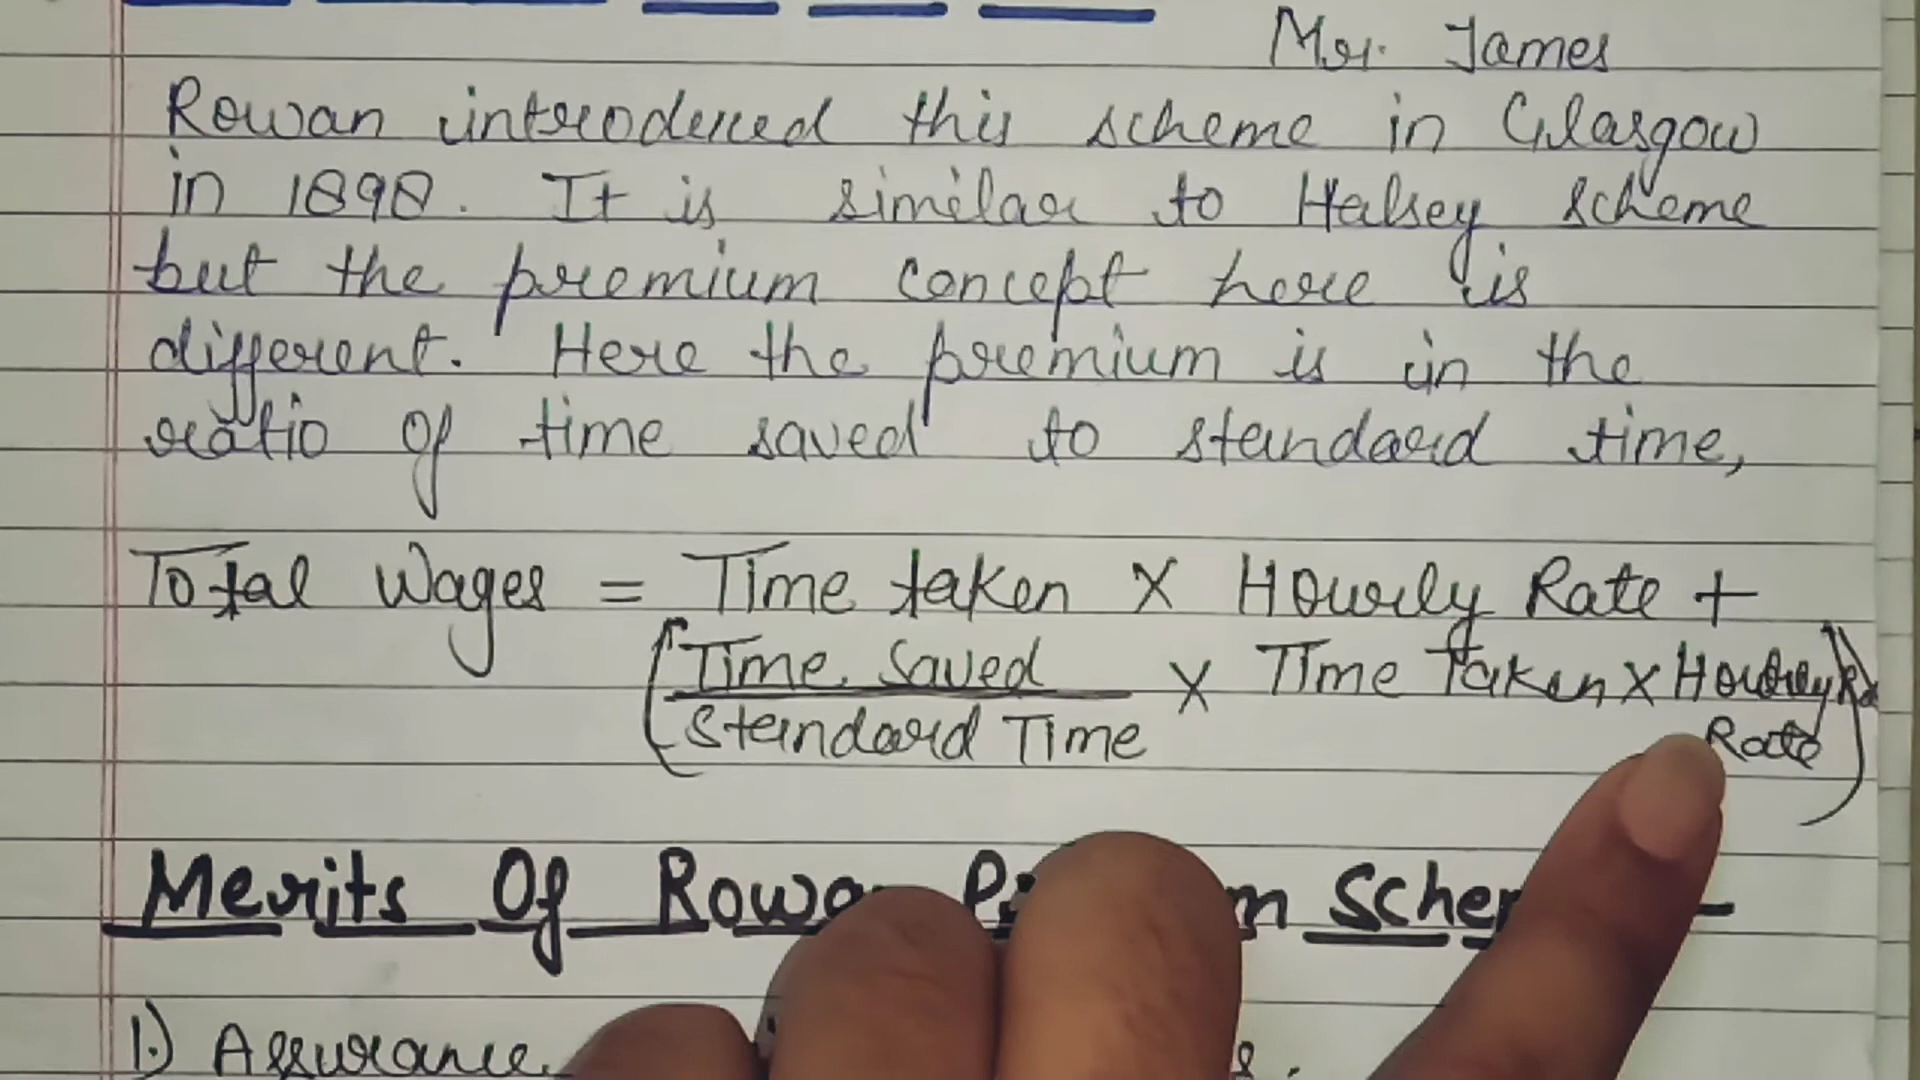 Mr. James
Rowan introduced this scheme in Glasgow
in 1898. It is similar to Halsey scheme
but the premium concept here is
different. Here the premium is in the
ratio of time saved to standard time,
Total Wages = Time taken X Hourly Rate +
(Time Saved
Standard Time X Time Taken X Hourly
Rate)
Merits Of Scheme
1.) Assurance